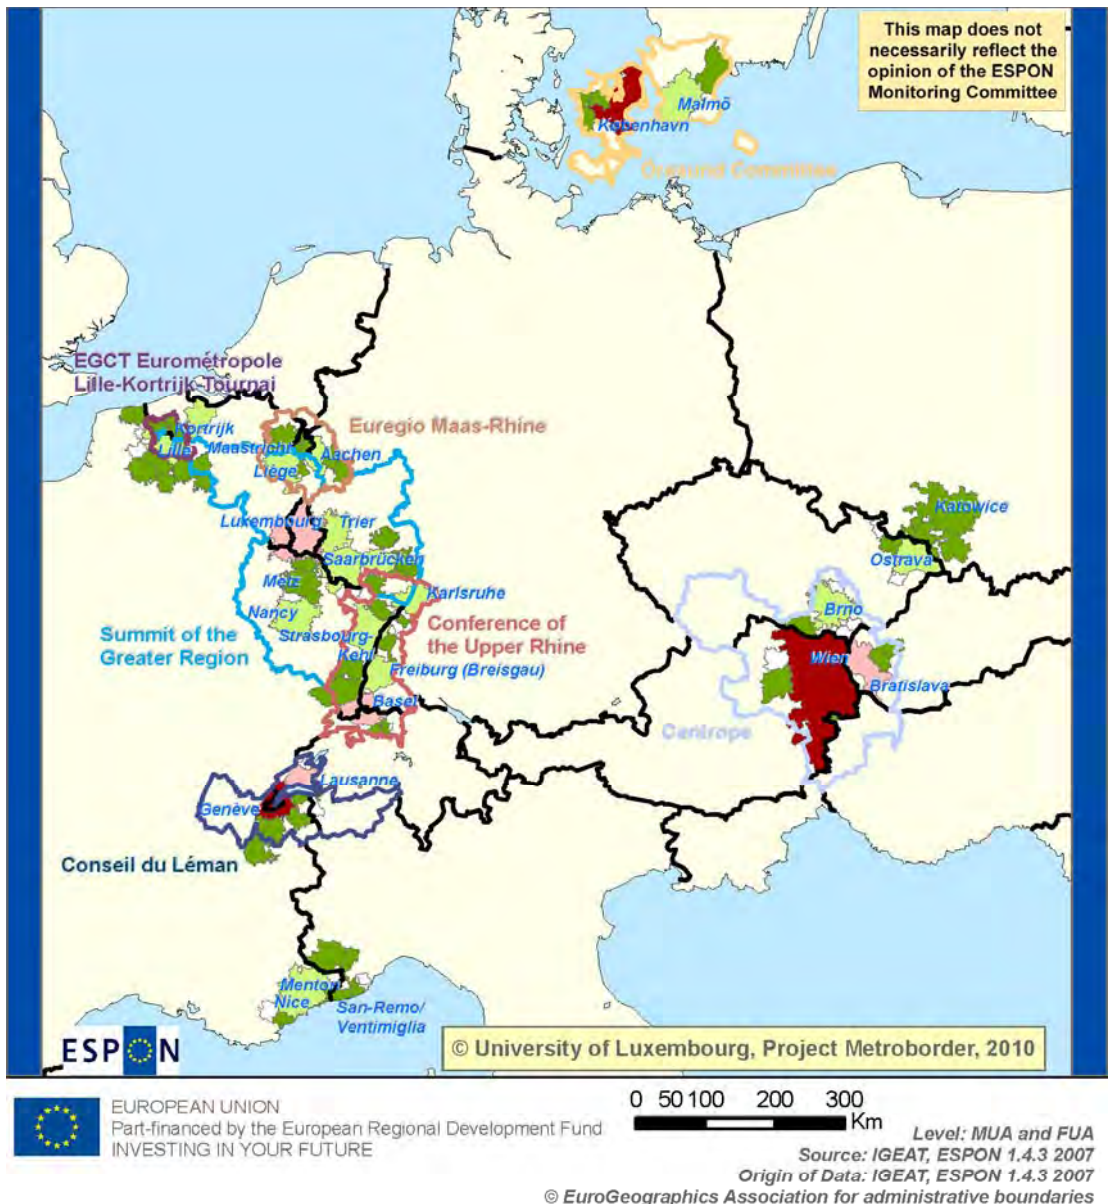 This map does not
necessarily reflect the
opinion of the ESPON
Monitoring Committee
Malmö
København
Öresund Committee
EGCT Eurométropole
Lille-Kortrijk-Tournai
Kortrijk
Lille
Maastricht
Euregio Maas-Rhine
Aachen
Liège
Luxembourg
Trier
Katowice
Ostrava
Saarbrücken
Metz
Karlsruhe
Nancy
Brno
Summit of the
Greater Region
Strasbourg-
Kehl
Conference of
the Upper Rhine
Freiburg (Breisgau)
Wien
Bratislava
Basel
Centrope
Lausanne
Genève
Conseil du Léman
Menton
Nice
San-Remo/
Ventimiglia
ESPON
© University of Luxembourg, Project Metroborder, 2010
EUROPEAN UNION
Part-financed by the European Regional Development Fund
INVESTING IN YOUR FUTURE
0 50 100 200 300
Km
Level: MUA and FUA
Source: IGEAT, ESPON 1.4.3 2007
Origin of Data: IGEAT, ESPON 1.4.3 2007
© EuroGeographics Association for administrative boundaries